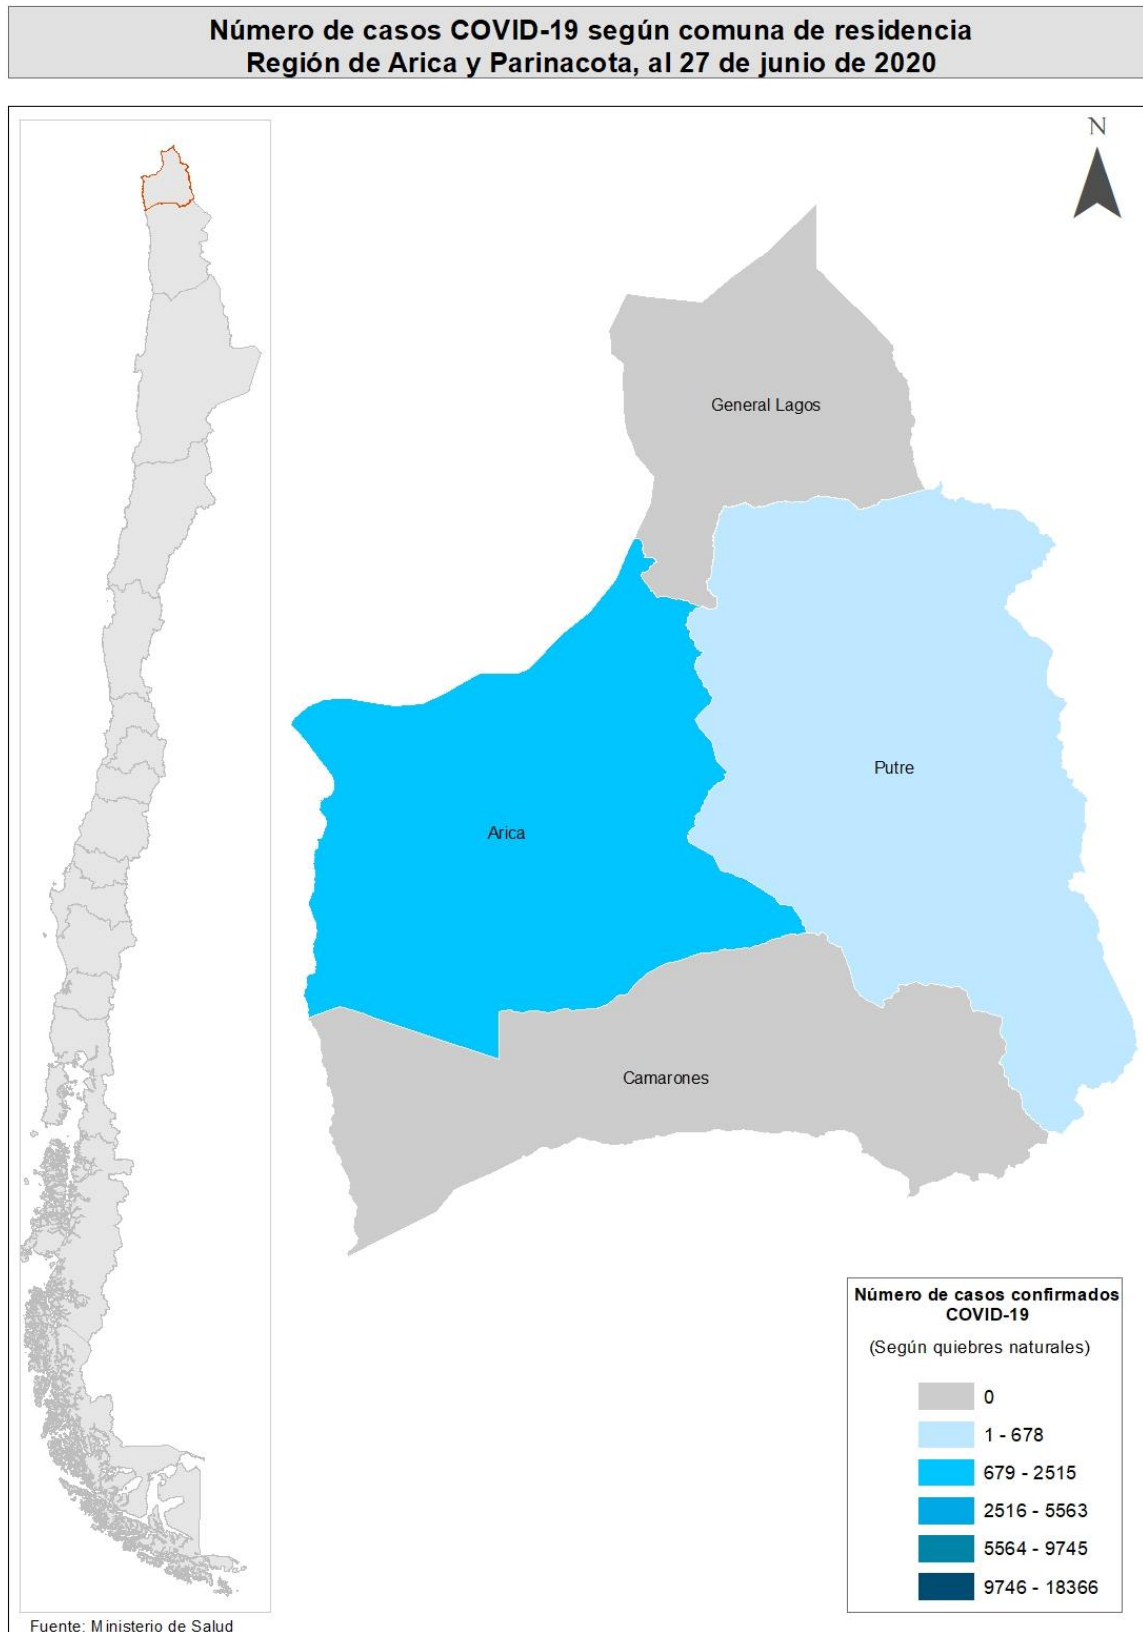 Número de casos COVID-19 según comuna de residencia
Región de Arica y Parinacota, al 27 de junio de 2020
N
General Lagos
Putre
Arica
Camarones
Número de casos confirmados
COVID-19
(Según quiebres naturales)
0
1 - 678
679 - 2515
2516 - 5563
5564 - 9745
9746 - 18366
Fuente: Ministerio de Salud